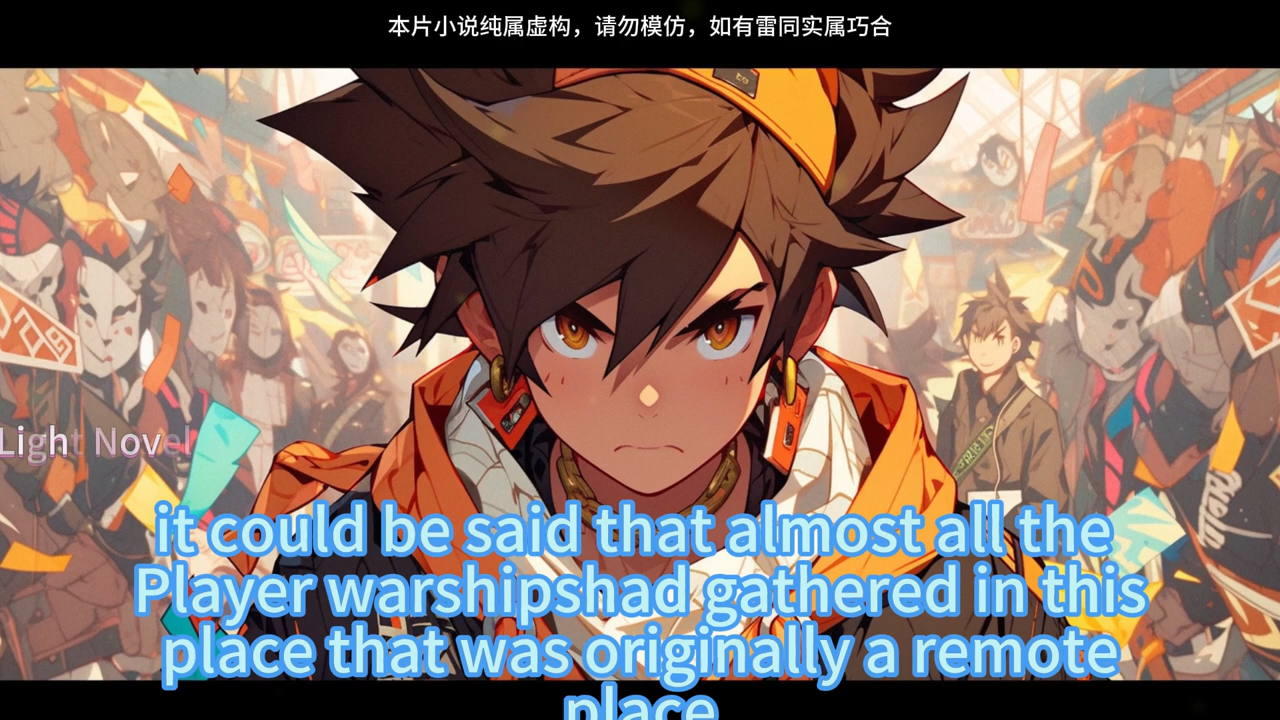 本片小说纯属虚构，请勿模仿，如有雷同实属巧合
Light Novel
it could be said that almost all the
Player warshipshad gathered in this
place that was originally a remote
place